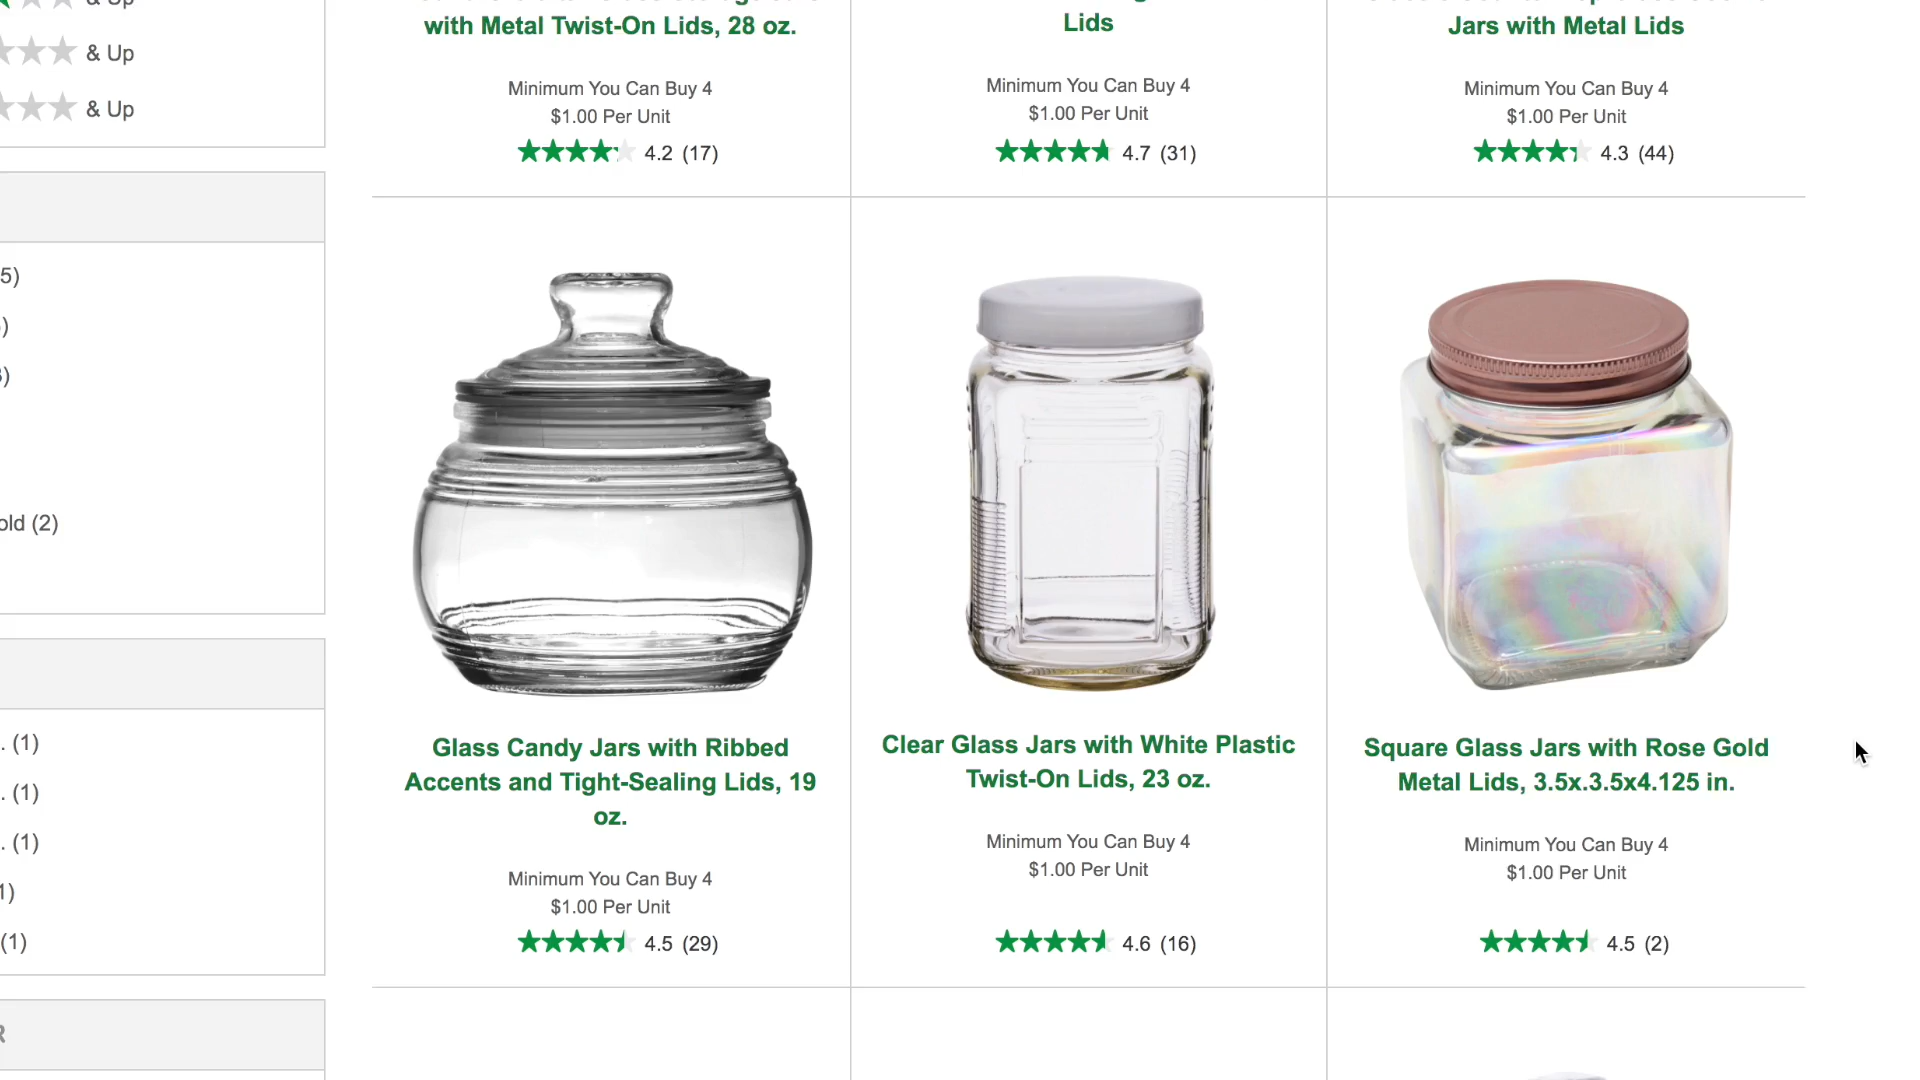 & Up
& Up
with Metal Twist-On Lids, 28 oz.
Minimum You Can Buy 4
$1.00 Per Unit
4.2 (17)
Lids
Minimum You Can Buy 4
$1.00 Per Unit
4.7 (31)
Jars with Metal Lids
Minimum You Can Buy 4
$1.00 Per Unit
4.3 (44)
5)
)
)
old (2)
. (1)
. (1)
. (1)
1)
(1)
R
Glass Candy Jars with Ribbed
Accents and Tight-Sealing Lids, 19
oz.
Minimum You Can Buy 4
$1.00 Per Unit
4.5 (29)
Clear Glass Jars with White Plastic
Twist-On Lids, 23 oz.
Minimum You Can Buy 4
$1.00 Per Unit
4.6 (16)
Square Glass Jars with Rose Gold
Metal Lids, 3.5x.3.5x4.125 in.
Minimum You Can Buy 4
$1.00 Per Unit
4.5 (2)